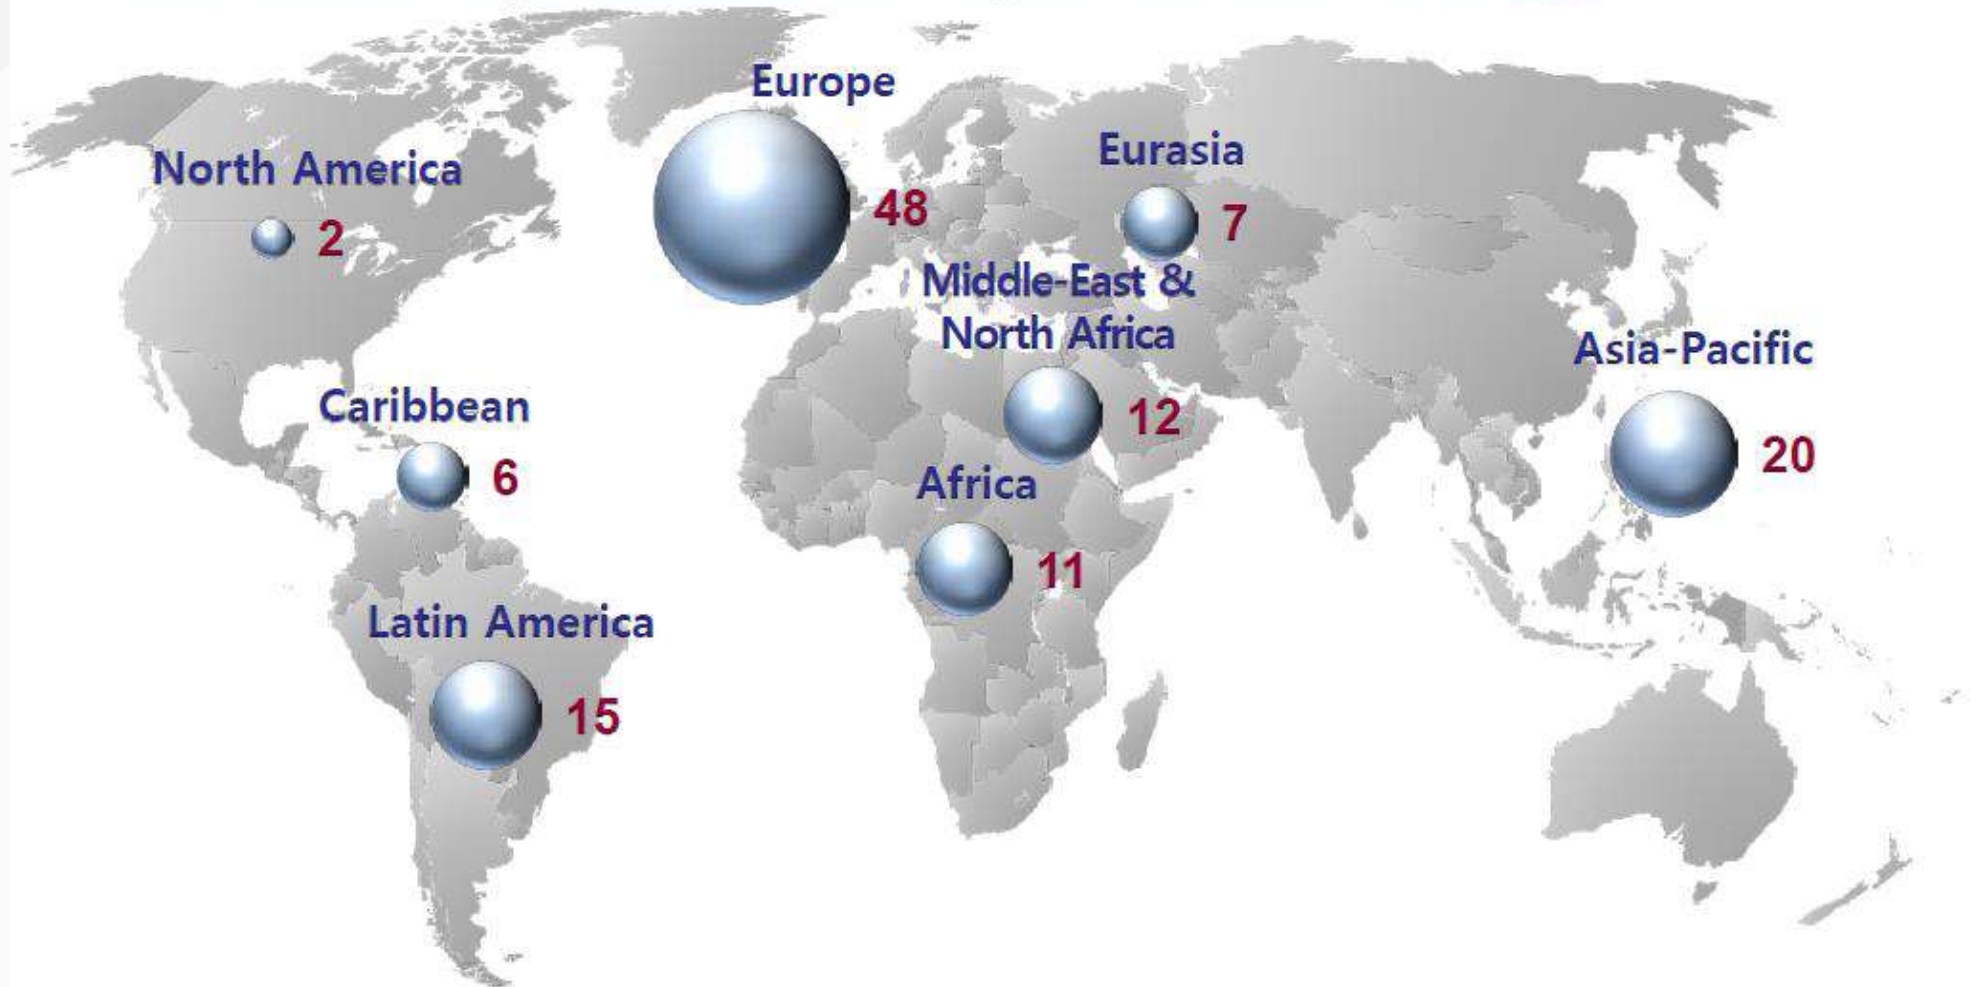 Europe
48
Eurasia
7
North America
2
Middle-East &
North Africa
12
Asia-Pacific
20
Caribbean
6
Africa
11
Latin America
15